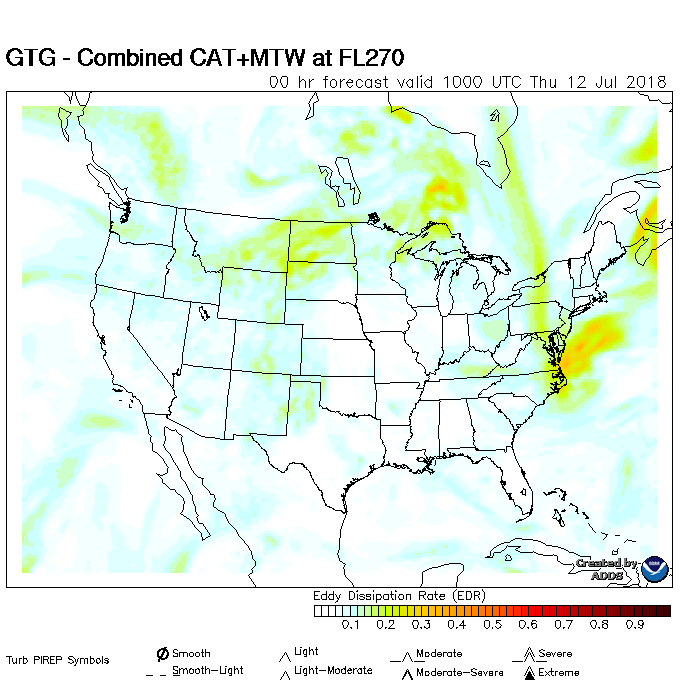 GTG - Combined CAT+MTW at FL270
00 hr forecast valid 1000 UTC Thu 12 Jul 2018
Created by
ADDS
Eddy Dissipation Rate (EDR)
0.1 0.2 0.3 0.4 0.5 0.6 0.7 0.8 0.9
Turb PIREP Symbols
Smooth Light Moderate Severe
Smooth-Light Light-Moderate Moderate-Severe Extreme